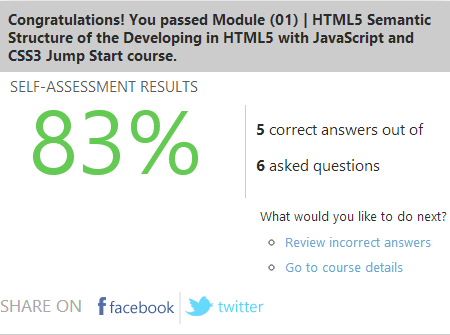 Congratulations! You passed Module (01) | HTML5 Semantic
Structure of the Developing in HTML5 with JavaScript and
CSS3 Jump Start course.
SELF-ASSESSMENT RESULTS
83%
5 correct answers out of
6 asked questions
What would you like to do next?
Review incorrect answers
Go to course details
SHARE ON facebook twitter